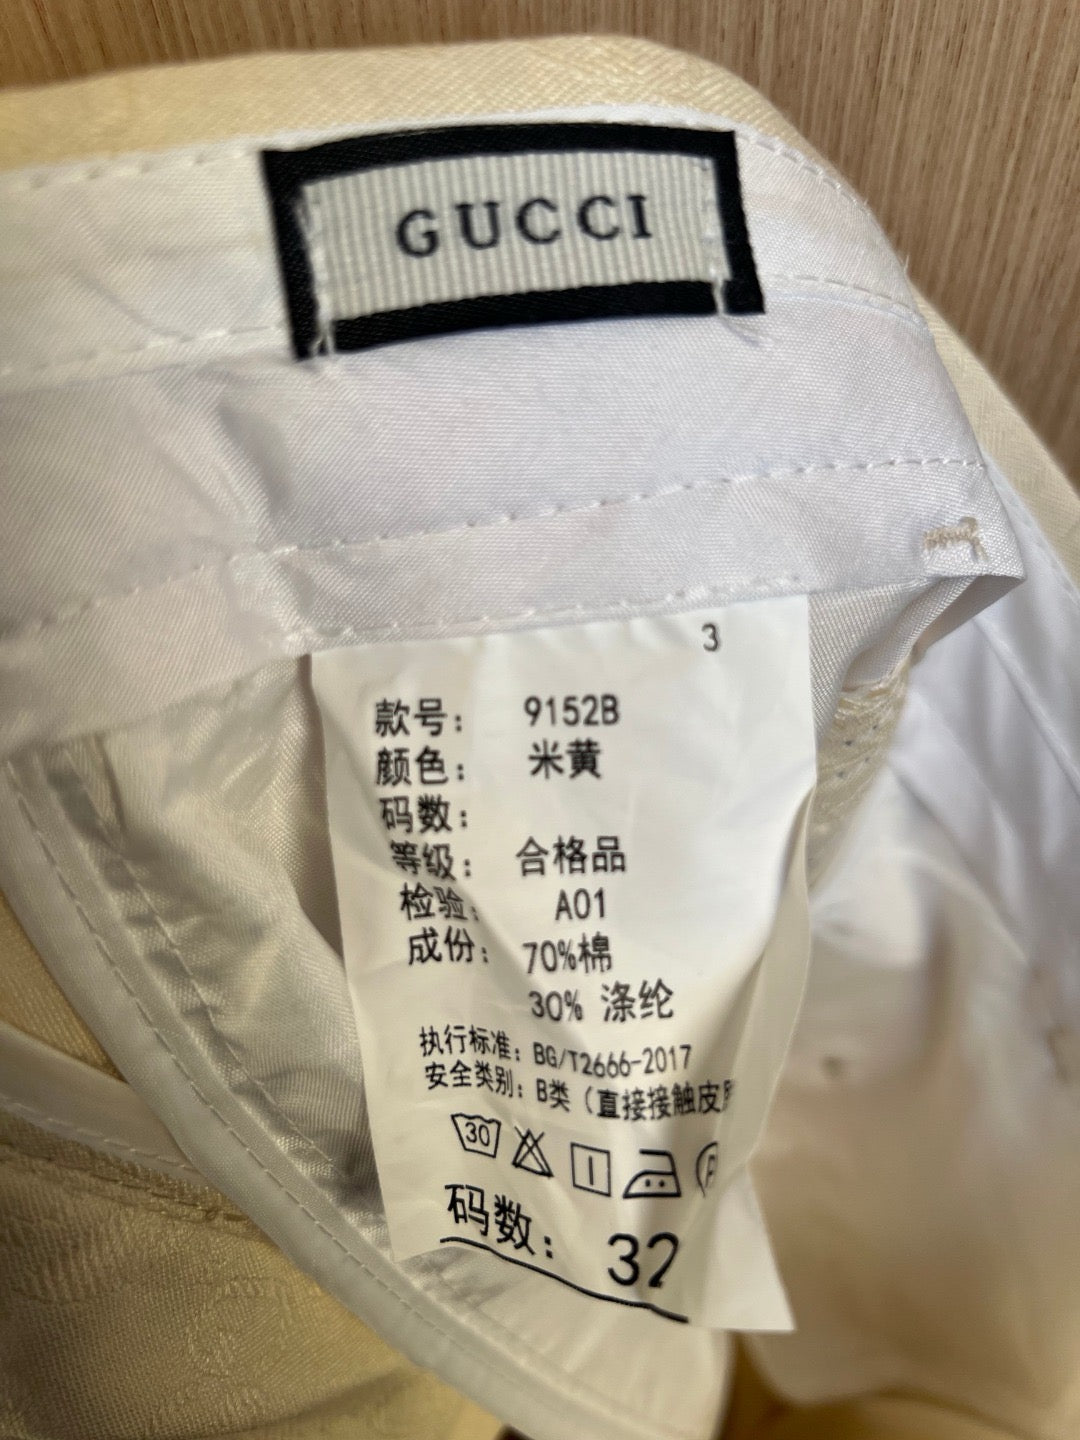 GUCCI
3
款号： 9152B
颜色： 米黄
码数：
等级： 合格品
检验： A01
成份： 70%棉
30% 涤纶
执行标准： BG/T2666-2017
安全类别： B类（直接接触皮
30
P
码数： 32